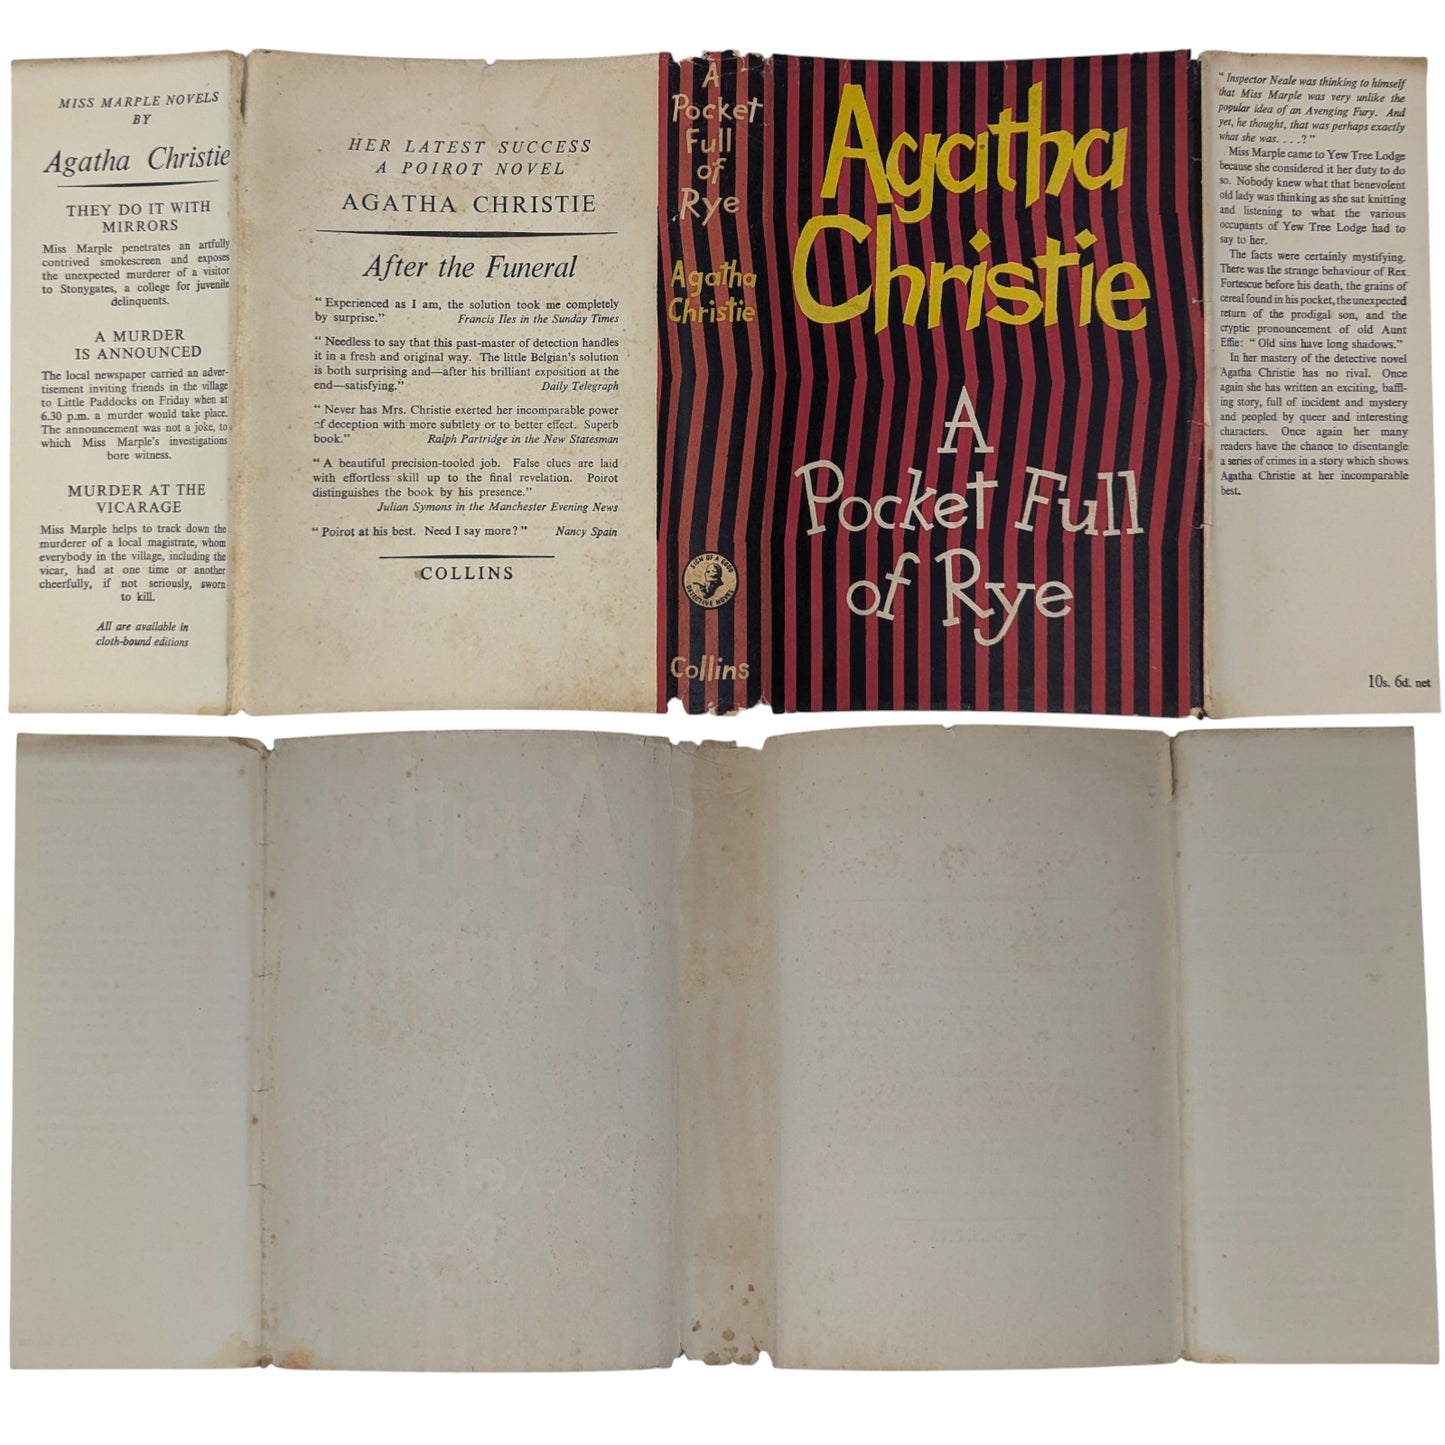 MISS MARPLE NOVELS
BY
Agatha Christie
THEY DO IT WITH
MIRRORS
Miss Marple penetrates an artfully
contrived smokescreen and exposes
the unexpected murderer of a visitor
to Stonygates, a college for juvenile
delinquents.
A MURDER
IS ANNOUNCED
The local newspaper carried an adver-
tisement inviting friends in the village
to Little Paddocks on Friday when at
6.30 p.m. a murder would take place.
The announcement was not a joke, to
which Miss Marple's investigations
bore witness.
MURDER AT THE
VICARAGE
Miss Marple helps to track down the
murderer of a local magistrate, whom
everybody in the village, including the
vicar, had at one time or another
cheerfully, if not seriously, sworn
to kill.
All are available in
cloth-bound editions
HER LATEST SUCCESS
A POIROT NOVEL
AGATHA CHRISTIE
After the Funeral
" Experienced as I am, the solution took me completely
by surprise." Francis Iles in the Sunday Times
" Needless to say that this past-master of detection handles
it in a fresh and original way. The little Belgian's solution
is both surprising and—after his brilliant exposition at the
end—satisfying." Daily Telegraph
" Never has Mrs. Christie exerted her incomparable power
of deception with more subtlety or to better effect. Superb
book." Ralph Partridge in the New Statesman
" A beautiful precision-tooled job. False clues are laid
with effortless skill up to the final revelation. Poirot
distinguishes the book by his presence."
Julian Symons in the Manchester Evening News
" Poirot at his best. Need I say more? " Nancy Spain
COLLINS
A
Pocket
Full
of
Rye
Agatha
Christie
SIGN OF A GOOD
DETECTIVE NOVEL
Collins
Agatha
Christie
A
Pocket Full
of Rye
" Inspector Neale was thinking to himself
that Miss Marple was very unlike the
popular idea of an Avenging Fury. And
yet, he thought, that was perhaps exactly
what she was. . . .? "
Miss Marple came to Yew Tree Lodge
because she considered it her duty to do
so. Nobody knew what that benevolent
old lady was thinking as she sat knitting
and listening to what the various
occupants of Yew Tree Lodge had to
say to her.
The facts were certainly mystifying.
There was the strange behaviour of Rex
Fortescue before his death, the grains of
cereal found in his pocket, the unexpected
return of the prodigal son, and the
cryptic pronouncement of old Aunt
Effie: " Old sins have long shadows."
In her mastery of the detective novel
Agatha Christie has no rival. Once
again she has written an exciting, baffl-
ing story, full of incident and mystery
and peopled by queer and interesting
characters. Once again her many
readers have the chance to disentangle
a series of crimes in a story which shows
Agatha Christie at her incomparable
best.
10s. 6d. net